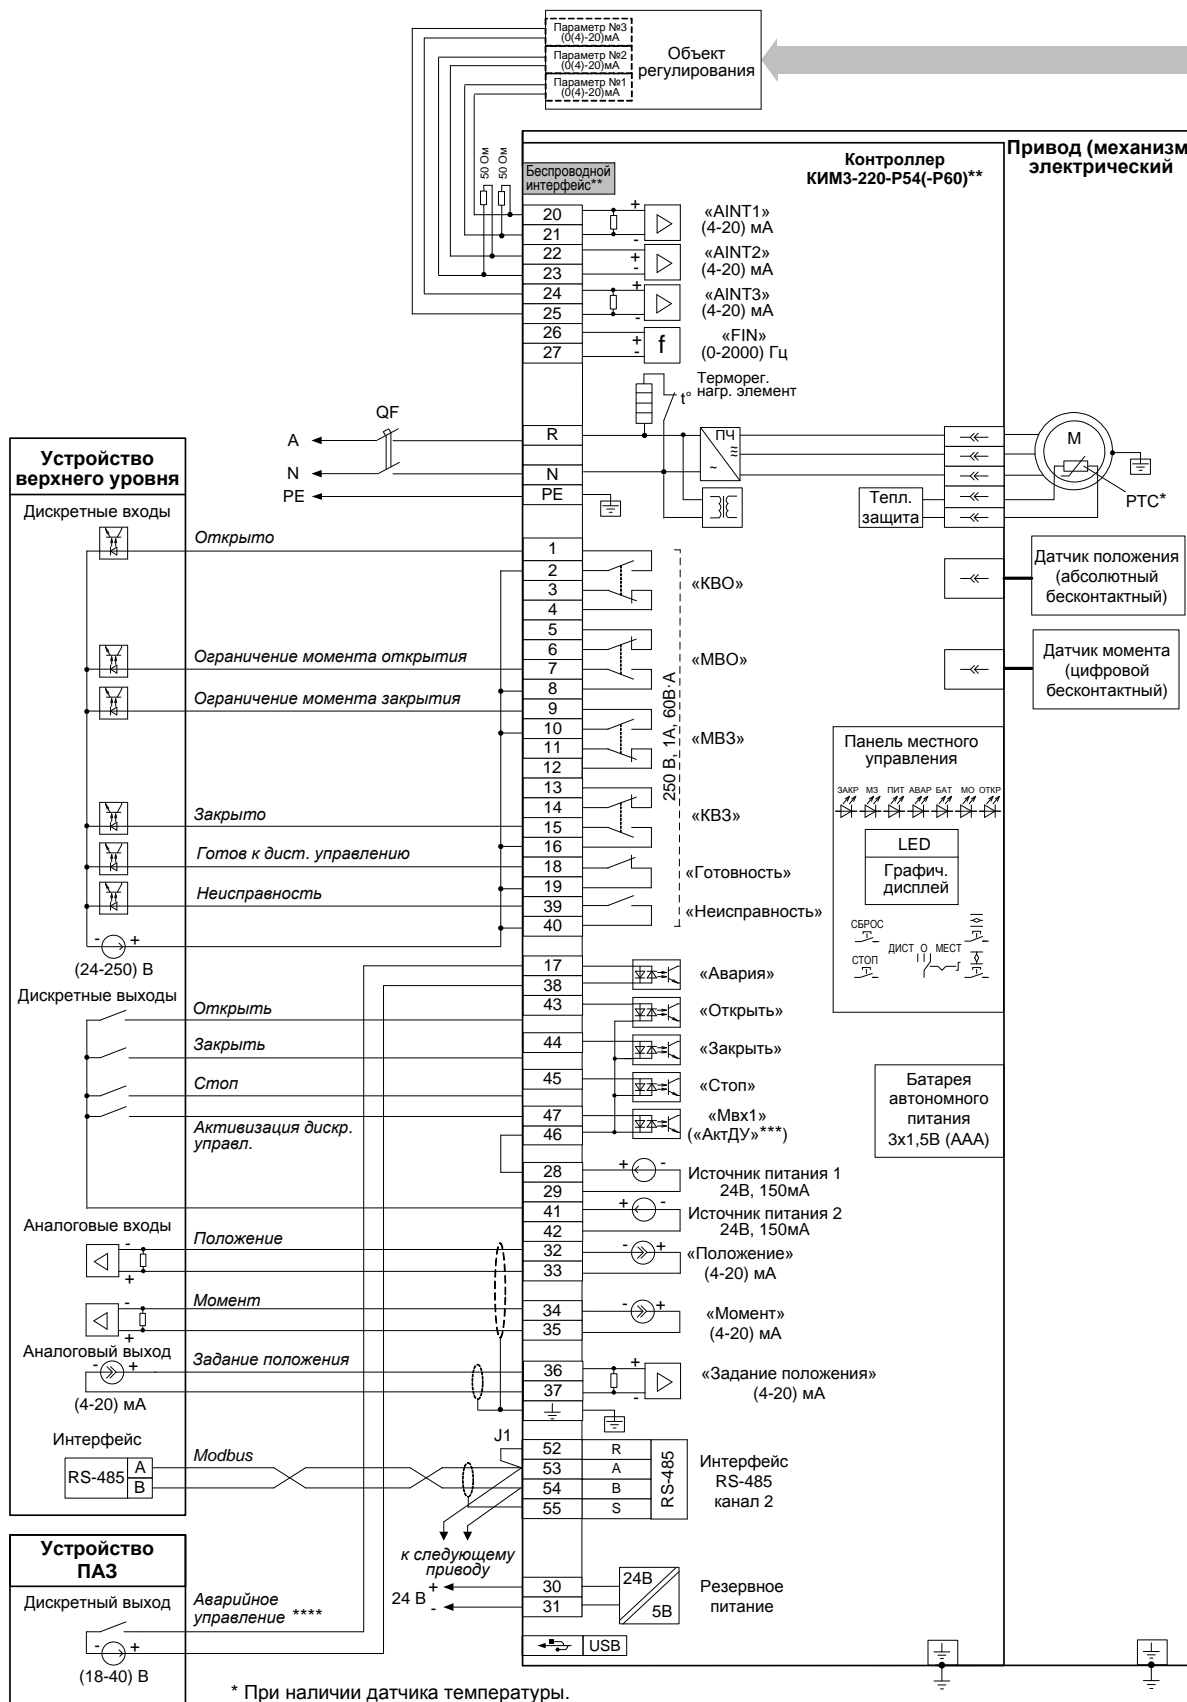 Параметр №3
(0(4)-20)мА
Параметр №2
(0(4)-20)мА
Параметр №1
(0(4)-20)мА
Объект
регулирования
50 Ом
50 Ом
Беспроводной
интерфейс**
Контроллер
КИМ3-220-Р54(-Р60)**
Привод (механизм
электрический
20
21
22
23
24
25
26
27
+
-
«AINT1»
(4-20) мА
+
-
«AINT2»
(4-20) мА
+
-
«AINT3»
(4-20) мА
+
-
f
«FIN»
(0-2000) Гц
Терморег.
нагр. элемент
t°
QF
A
N
PE
R
N
PE
ПЧ
≂
~
M
Тепл.
защита
PTC*
Устройство
верхнего уровня
Дискретные входы
Открыто
Ограничение момента открытия
Ограничение момента закрытия
Закрыто
Готов к дист. управлению
Неисправность
- +
(24-250) В
1
2
3
4
5
6
7
8
9
10
11
12
13
14
15
16
18
19
39
40
«КВО»
«МВО»
«МВЗ»
«КВЗ»
«Готовность»
«Неисправность»
250 В, 1А, 60В·А
Датчик положения
(абсолютный
бесконтактный)
Датчик момента
(цифровой
бесконтактный)
Панель местного
управления
ЗАКР МЗ ПИТ АВАР БАТ МО ОТКР
LED
Графич.
дисплей
СБРОС
СТОП
ДИСТ О МЕСТ
Батарея
автономного
питания
3х1,5В (ААА)
Дискретные выходы
Открыть
Закрыть
Стоп
Активизация дискр.
управл.
17
38
43
44
45
47
46
«Авария»
«Открыть»
«Закрыть»
«Стоп»
«Мвх1»
(«АктДУ»***)
28
29
41
42
+ -
Источник питания 1
24В, 150мА
+ -
Источник питания 2
24В, 150мА
Аналоговые входы
-
+
Положение
32
33
- +
«Положение»
(4-20) мА
-
+
Момент
34
35
- +
«Момент»
(4-20) мА
Аналоговый выход
- +
(4-20) мА
Задание положения
36
37
+
-
«Задание положения»
(4-20) мА
Интерфейс
RS-485
A
B
Modbus
J1
52
53
54
55
R
A
B
S
RS-485
Интерфейс
RS-485
канал 2
к следующему
приводу
24 В
+
-
30
31
24В
5В
Резервное
питание
USB
Устройство
ПАЗ
Дискретный выход
Аварийное
управление ****
- +
(18-40) В
* При наличии датчика температуры.